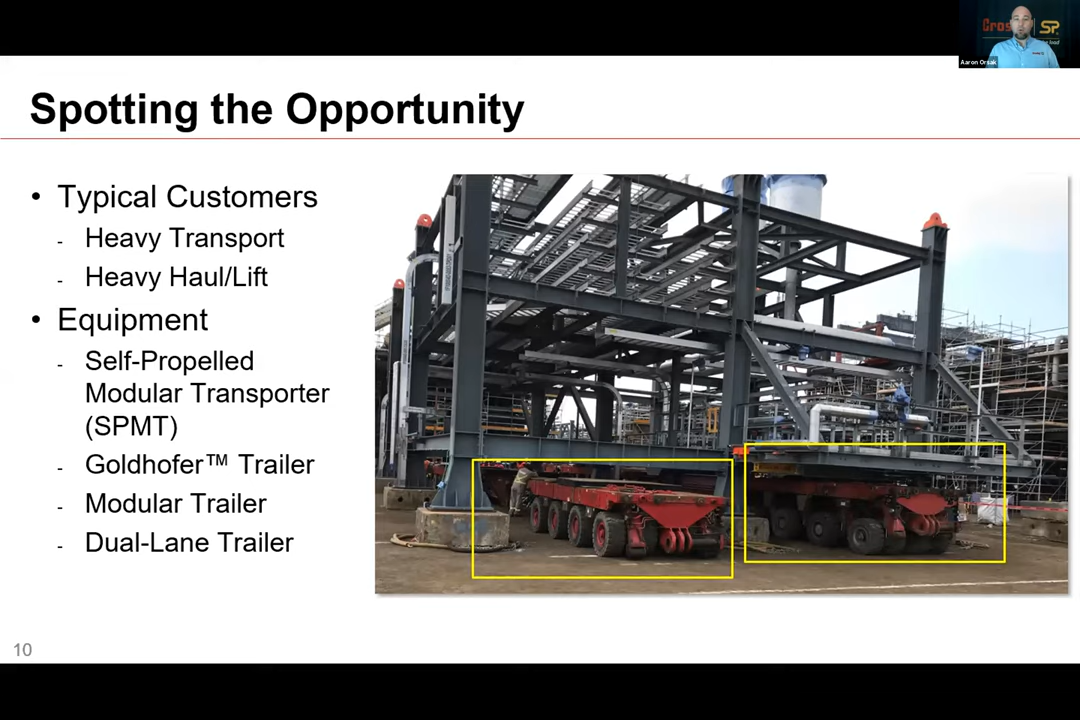 Aaron Orsak
Spotting the Opportunity
• Typical Customers
- Heavy Transport
- Heavy Haul/Lift
• Equipment
- Self-Propelled
Modular Transporter
(SPMT)
- Goldhofer™ Trailer
- Modular Trailer
- Dual-Lane Trailer
10